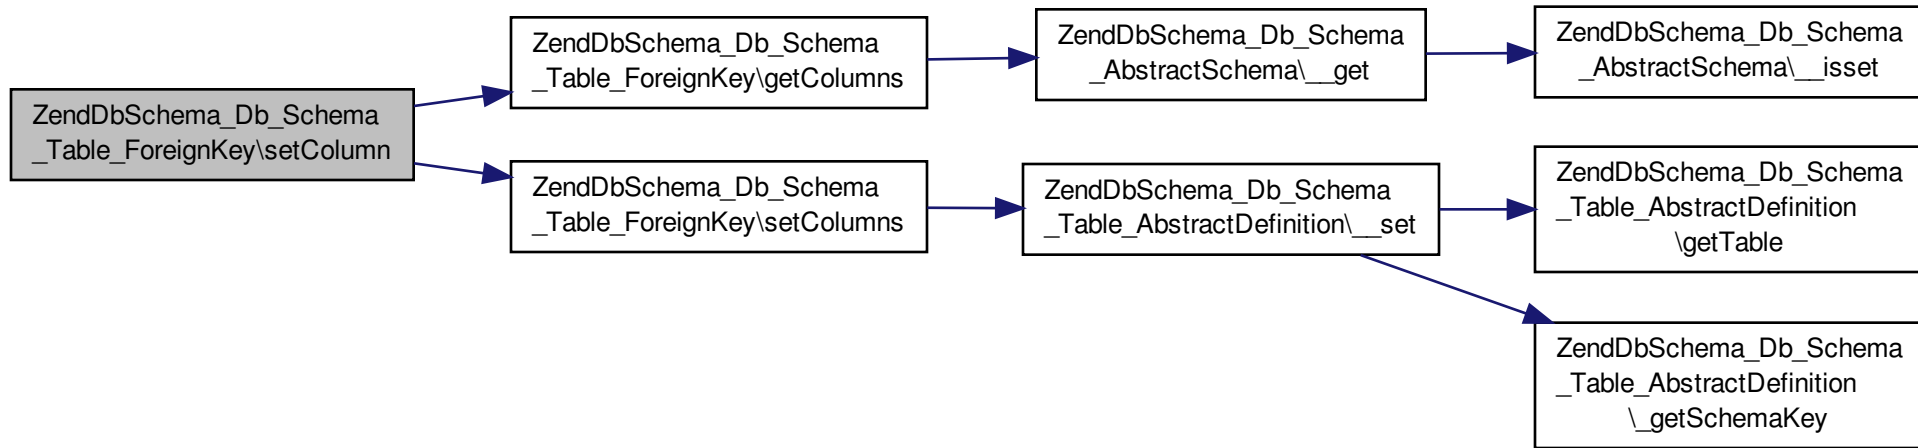 ZendDbSchema_Db_Schema
_Table_ForeignKey\setColumn
ZendDbSchema_Db_Schema
_Table_ForeignKey\getColumns
ZendDbSchema_Db_Schema
_AbstractSchema\__get
ZendDbSchema_Db_Schema
_AbstractSchema\__isset
ZendDbSchema_Db_Schema
_Table_ForeignKey\setColumns
ZendDbSchema_Db_Schema
_Table_AbstractDefinition\__set
ZendDbSchema_Db_Schema
_Table_AbstractDefinition
\getTable
ZendDbSchema_Db_Schema
_Table_AbstractDefinition
\_getSchemaKey